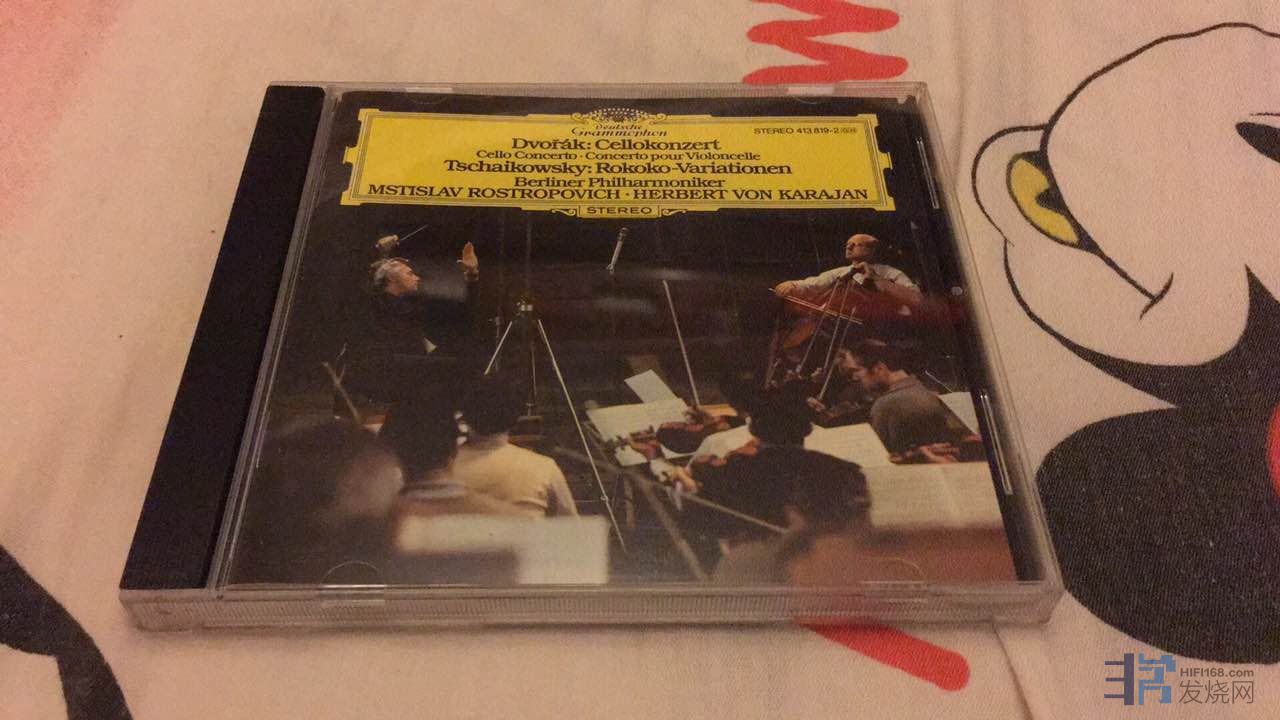 Deutsche
Grammophon
STEREO 413 819-2
Dvořák: Cellokonzert
Cello Concerto · Concerto pour Violoncelle
Tschaikowsky: Rokoko-Variationen
Berliner Philharmoniker
MSTISLAV ROSTROPOVICH · HERBERT VON KARAJAN
STEREO
HIFI168.com
发烧网